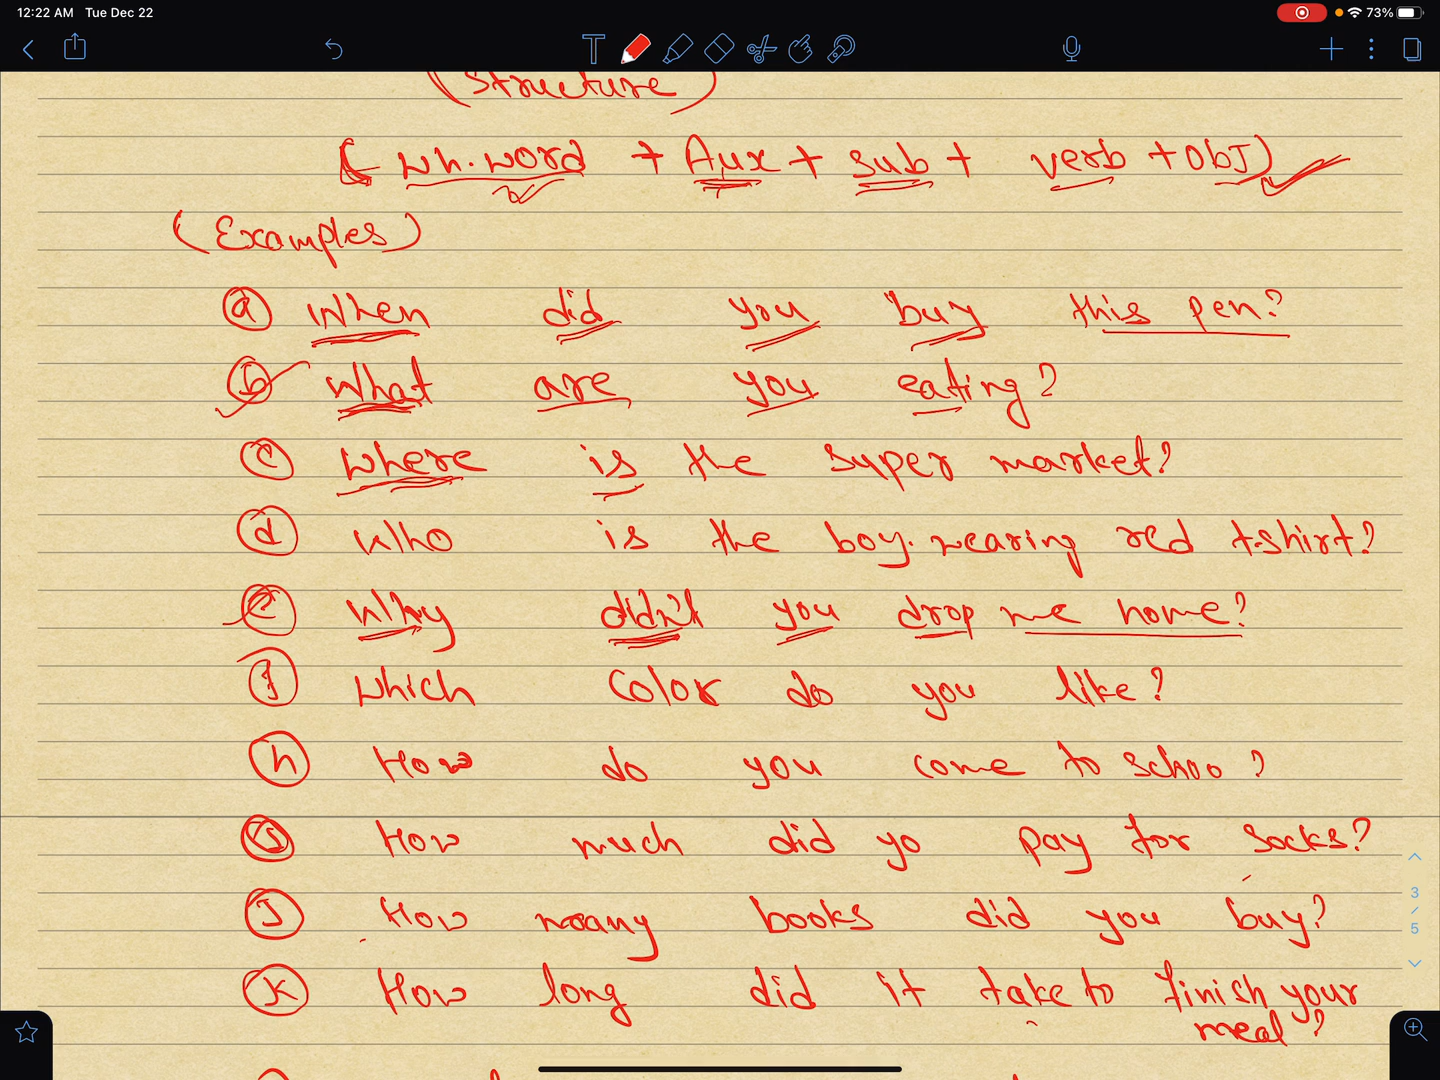 12:22 AM Tue Dec 22
73%
(Structure)
(Wh.word + Aux + sub + verb + ObJ)
(Examples)
(a) When did you buy this pen?
(b) What are you eating?
(c) Where is the super market?
(d) Who is the boy. wearing red t-shirt?
(e) Why didn't you drop me home?
(f) Which Color do you like?
(h) How do you come to schoo?
How much did yo pay for socks?
(J) How many books did you buy?
(K) How long did it take to finish your
meal?
3
/
5